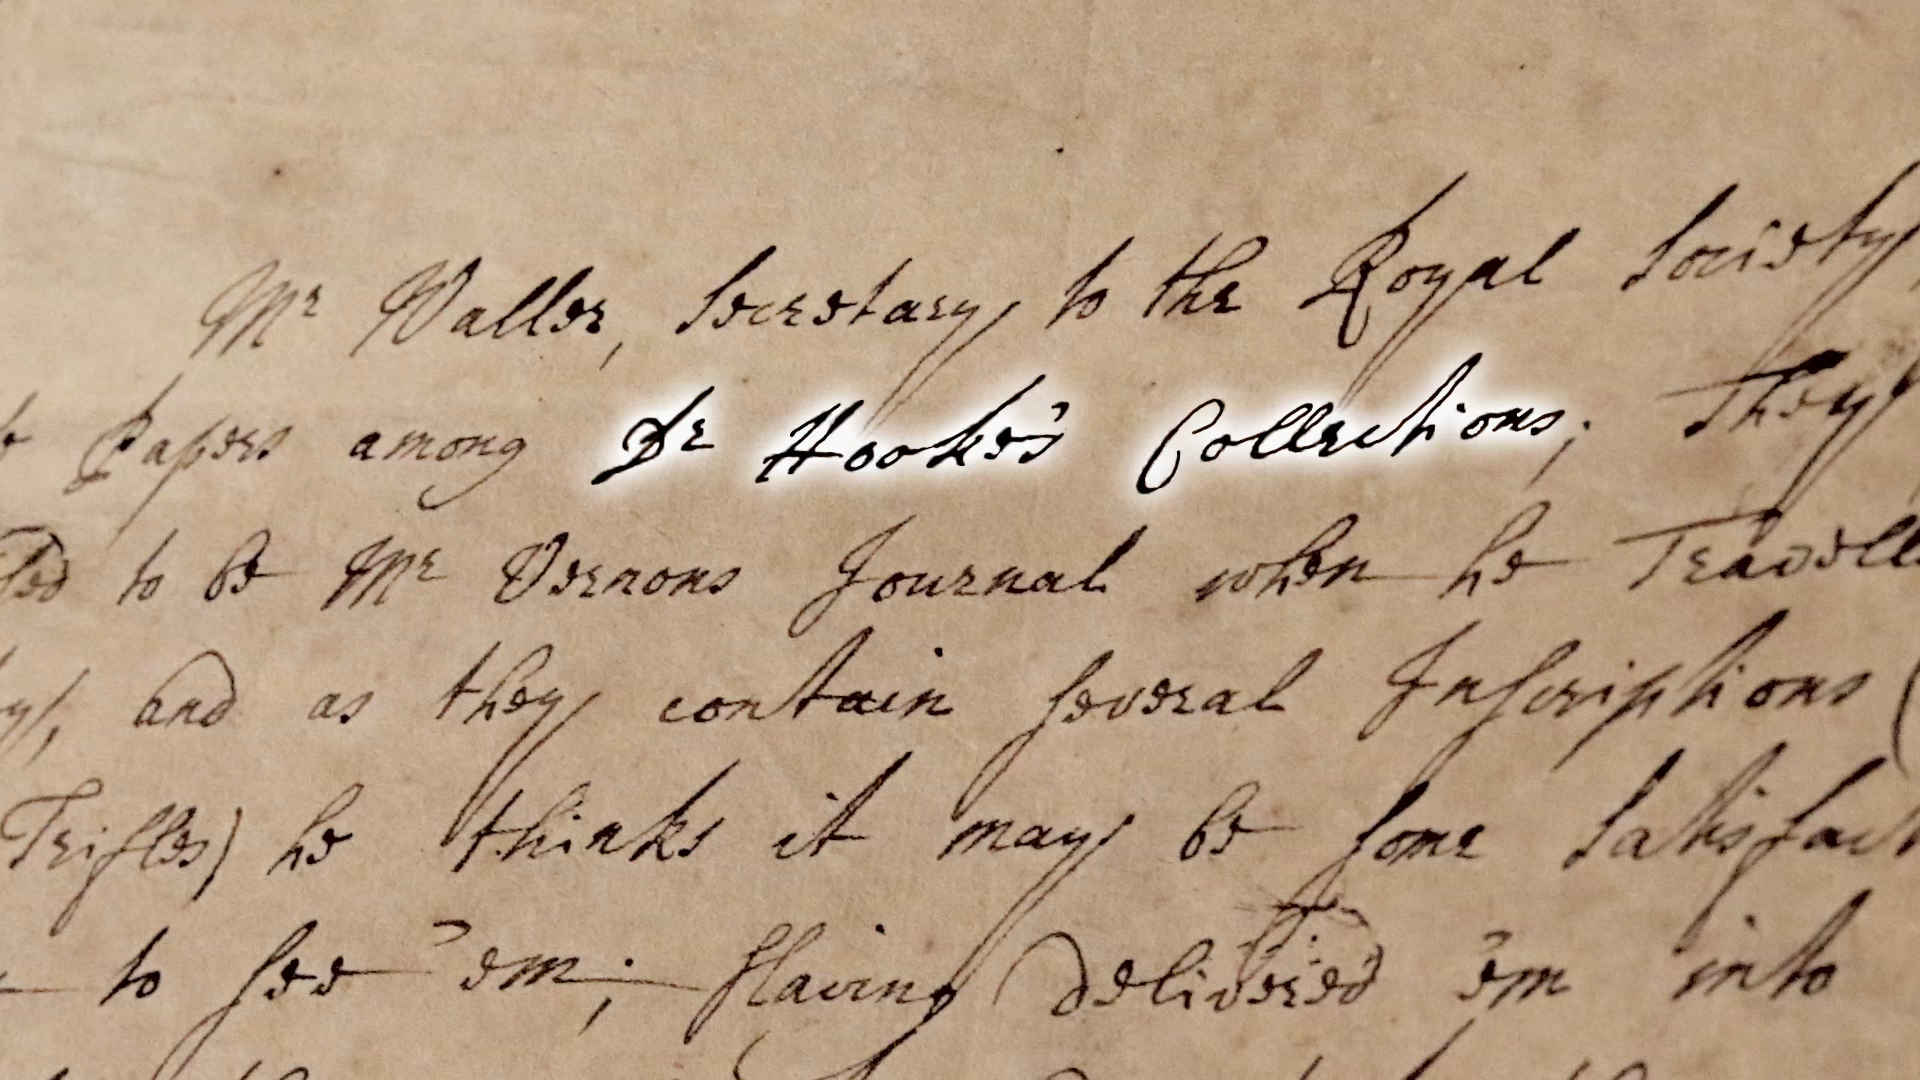 Mr Waller, Secretary to the Royal Society,
Papers among Dr Hooke's Collections; They
to be Mr Vernons Journal when he Travell
and as they contain several Inscriptions (
Trifles) he thinks it may be some Satisfact
to see 'em; Having delivered 'em into